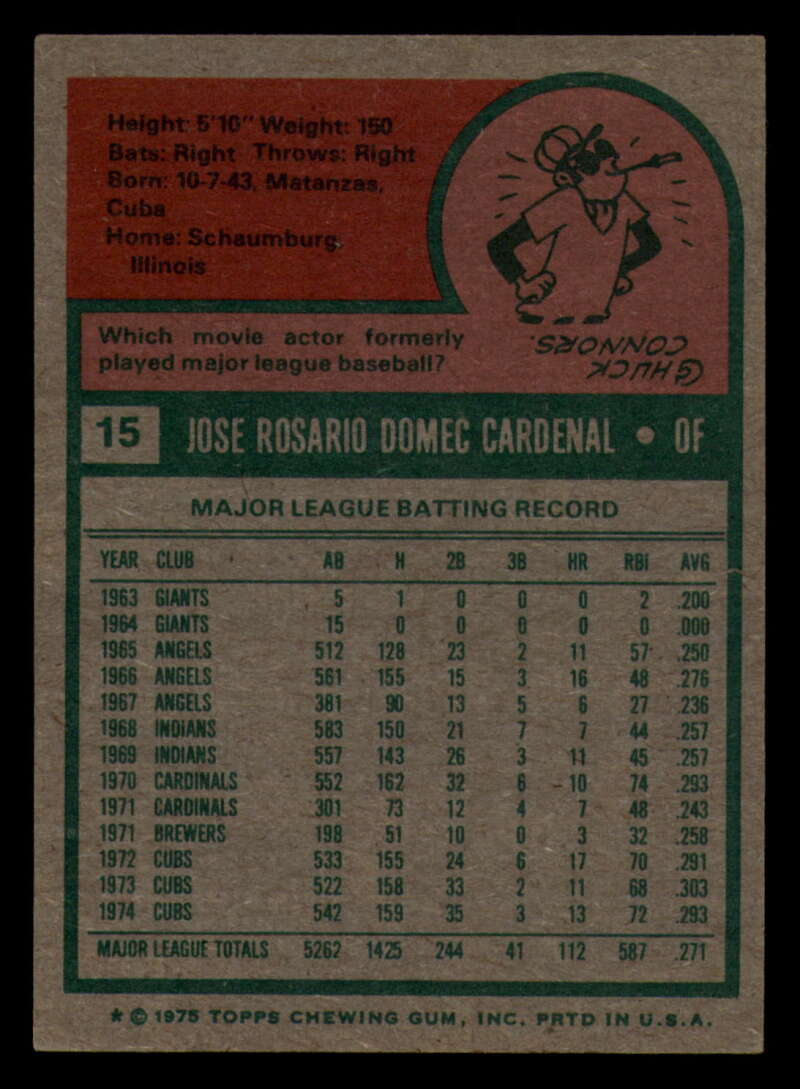 Height: 5'10" Weight: 150
Bats: Right Throws: Right
Born: 10-7-43, Matanzas,
Cuba
Home: Schaumburg,
Illinois
Which movie actor formerly
played major league baseball?
CHUCK
CONNORS.
15 JOSE ROSARIO DOMEC CARDENAL • OF
MAJOR LEAGUE BATTING RECORD
YEAR CLUB AB H 2B 3B HR RBI AVG
1963 GIANTS 5 1 0 0 0 2 .200
1964 GIANTS 15 0 0 0 0 0 .000
1965 ANGELS 512 128 23 2 11 57 .250
1966 ANGELS 561 155 15 3 16 48 .276
1967 ANGELS 381 90 13 5 6 27 .236
1968 INDIANS 583 150 21 7 7 44 .257
1969 INDIANS 557 143 26 3 11 45 .257
1970 CARDINALS 552 162 32 6 10 74 .293
1971 CARDINALS 301 73 12 4 7 48 .243
1971 BREWERS 198 51 10 0 3 32 .258
1972 CUBS 533 155 24 6 17 70 .291
1973 CUBS 522 158 33 2 11 68 .303
1974 CUBS 542 159 35 3 13 72 .293
MAJOR LEAGUE TOTALS 5262 1425 244 41 112 587 .271
* © 1975 TOPPS CHEWING GUM, INC. PRTD IN U.S.A.